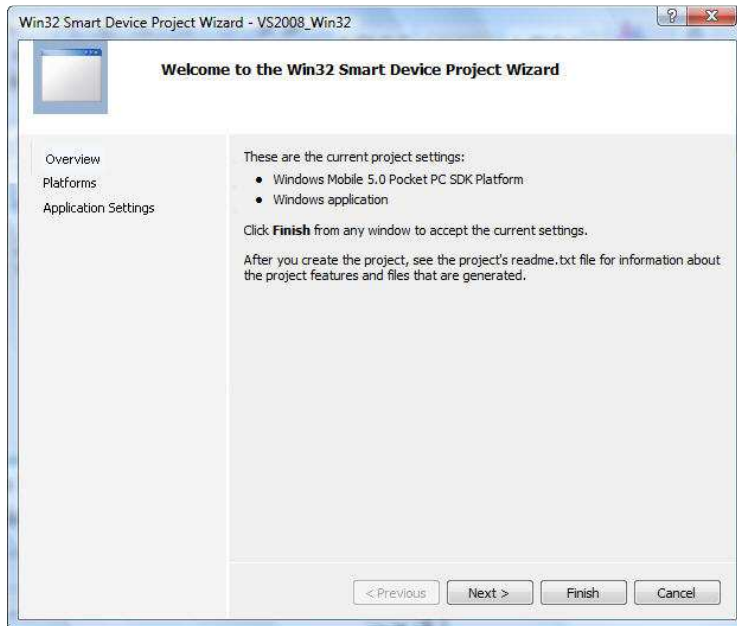 Win32 Smart Device Project Wizard - VS2008_Win32
Welcome to the Win32 Smart Device Project Wizard
Overview
Platforms
Application Settings
These are the current project settings:
• Windows Mobile 5.0 Pocket PC SDK Platform
• Windows application
Click Finish from any window to accept the current settings.
After you create the project, see the project's readme.txt file for information about
the project features and files that are generated.
< Previous
Next >
Finish
Cancel